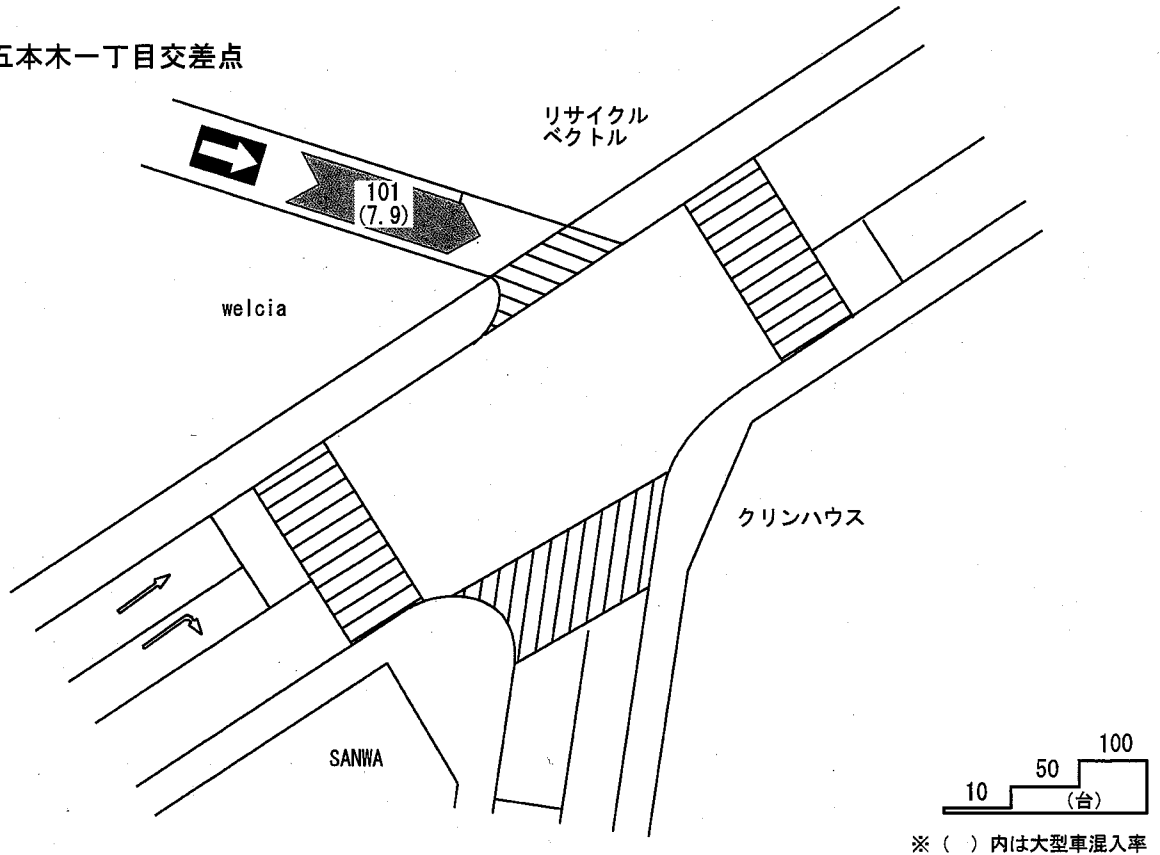 五本木一丁目交差点
リサイクル
ベクトル
101
(7.9)
welcia
クリンハウス
SANWA
10
50
100
(台)
※（ ）内は大型車混入率